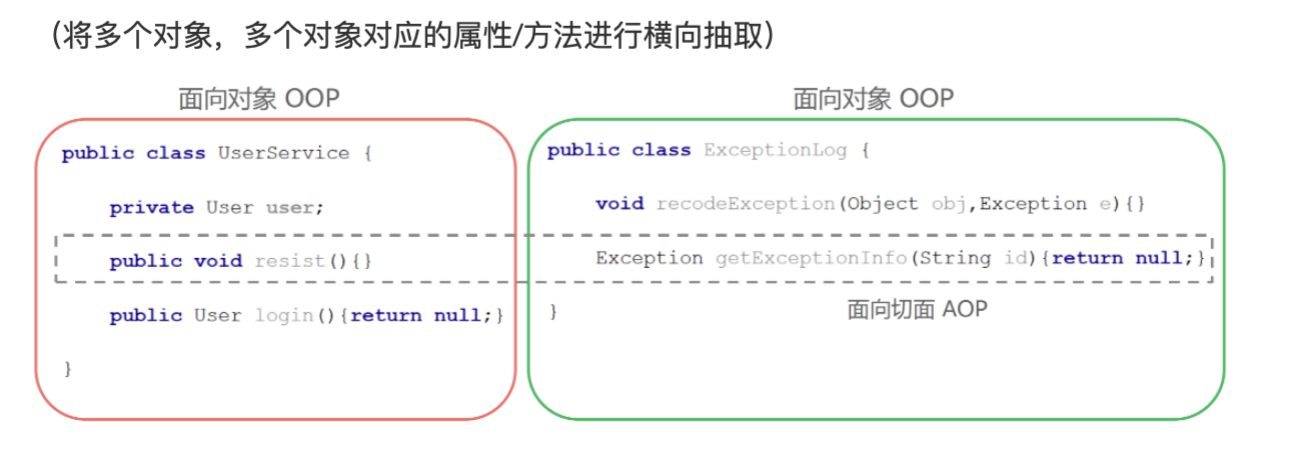 （将多个对象，多个对象对应的属性/方法进行横向抽取）
面向对象 OOP
public class UserService {
private User user;
public void resist(){}
public User login(){return null;}
}
面向对象 OOP
public class ExceptionLog {
void recodeException(Object obj,Exception e){}
Exception getExceptionInfo(String id){return null;}
}
面向切面 AOP